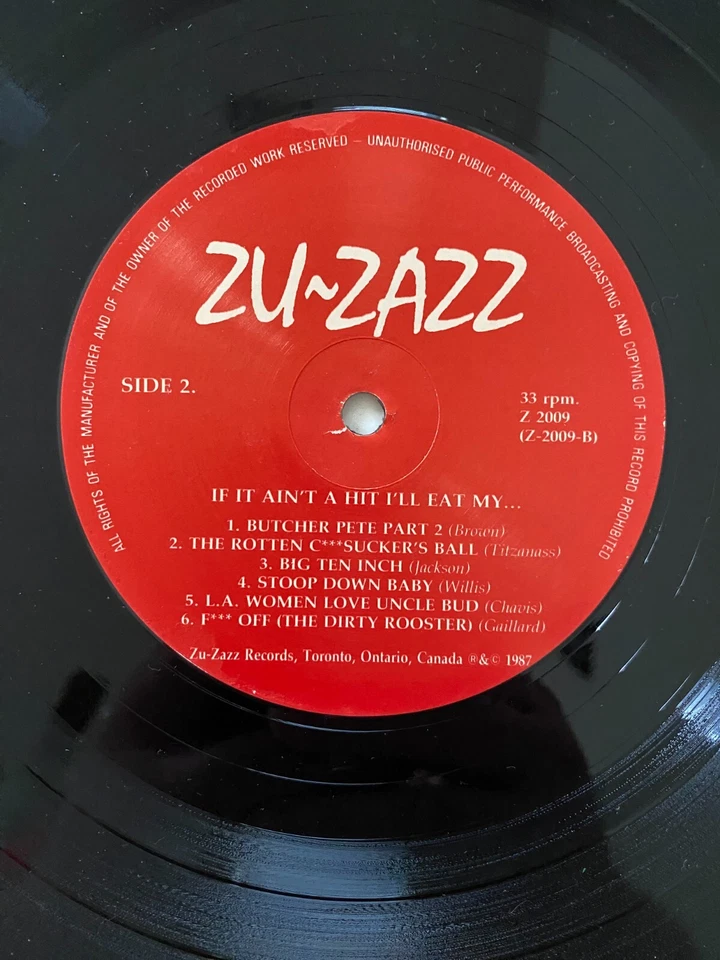 ALL RIGHTS OF THE MANUFACTURER AND OF THE OWNER OF THE RECORDED WORK RESERVED – UNAUTHORISED PUBLIC PERFORMANCE BROADCASTING AND COPYING OF THIS RECORD PROHIBITED
ZU~ZAZZ
SIDE 2.
33 rpm.
Z 2009
(Z-2009-B)
IF IT AIN'T A HIT I'LL EAT MY...
1. BUTCHER PETE PART 2 (Brown)
2. THE ROTTEN C***SUCKER'S BALL (Titzanass)
3. BIG TEN INCH (Jackson)
4. STOOP DOWN BABY (Willis)
5. L.A. WOMEN LOVE UNCLE BUD (Chavis)
6. F*** OFF (THE DIRTY ROOSTER) (Gaillard)
Zu-Zazz Records, Toronto, Ontario, Canada ®&© 1987